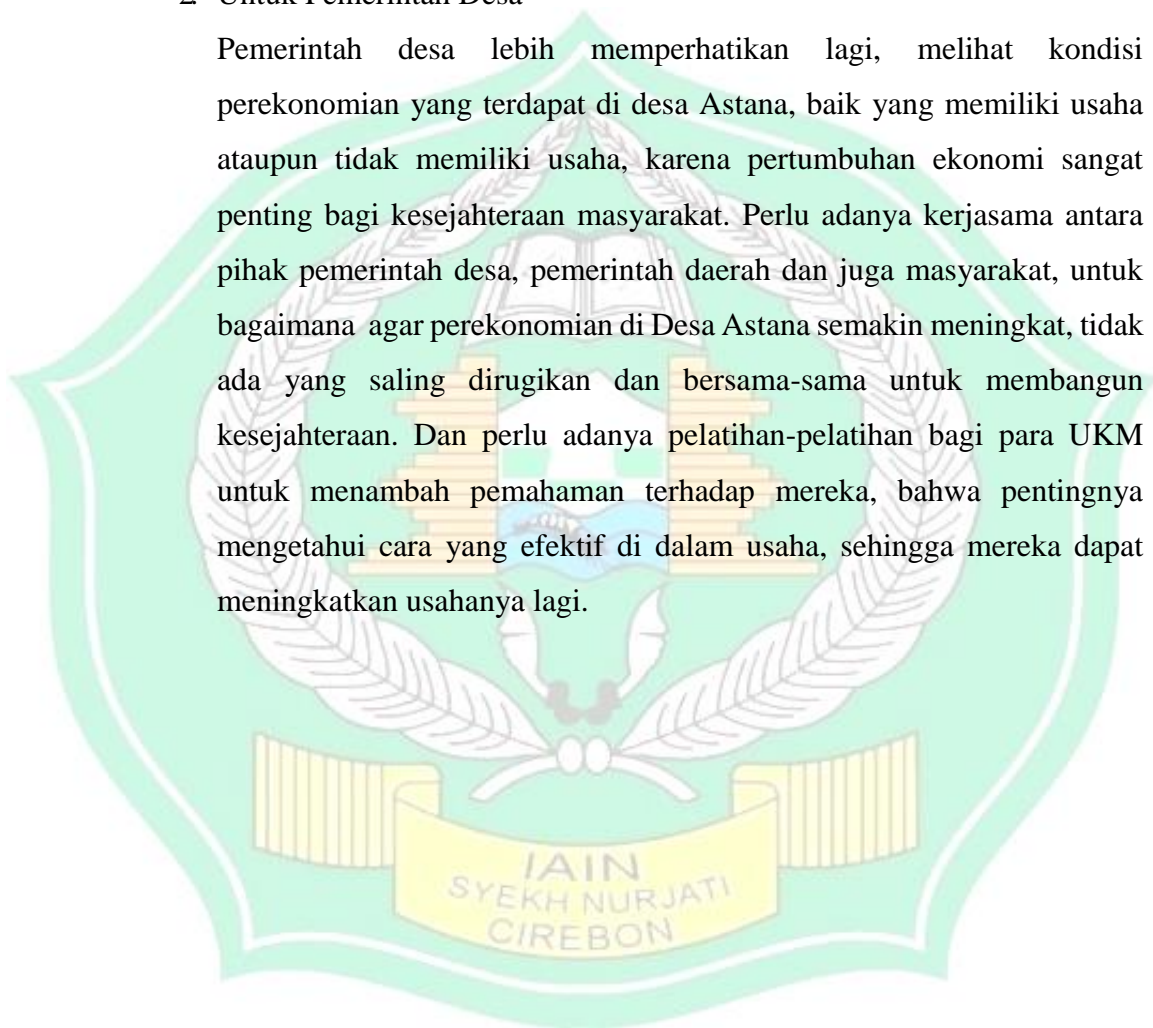 2. Untuk Pemerintah Desa
Pemerintah desa lebih memperhatikan lagi, melihat kondisi
perekonomian yang terdapat di desa Astana, baik yang memiliki usaha
ataupun tidak memiliki usaha, karena pertumbuhan ekonomi sangat
penting bagi kesejahteraan masyarakat. Perlu adanya kerjasama antara
pihak pemerintah desa, pemerintah daerah dan juga masyarakat, untuk
bagaimana agar perekonomian di Desa Astana semakin meningkat, tidak
ada yang saling dirugikan dan bersama-sama untuk membangun
kesejahteraan. Dan perlu adanya pelatihan-pelatihan bagi para UKM
untuk menambah pemahaman terhadap mereka, bahwa pentingnya
mengetahui cara yang efektif di dalam usaha, sehingga mereka dapat
meningkatkan usahanya lagi.
IAIN
SYEKH NURJATI
CIREBON